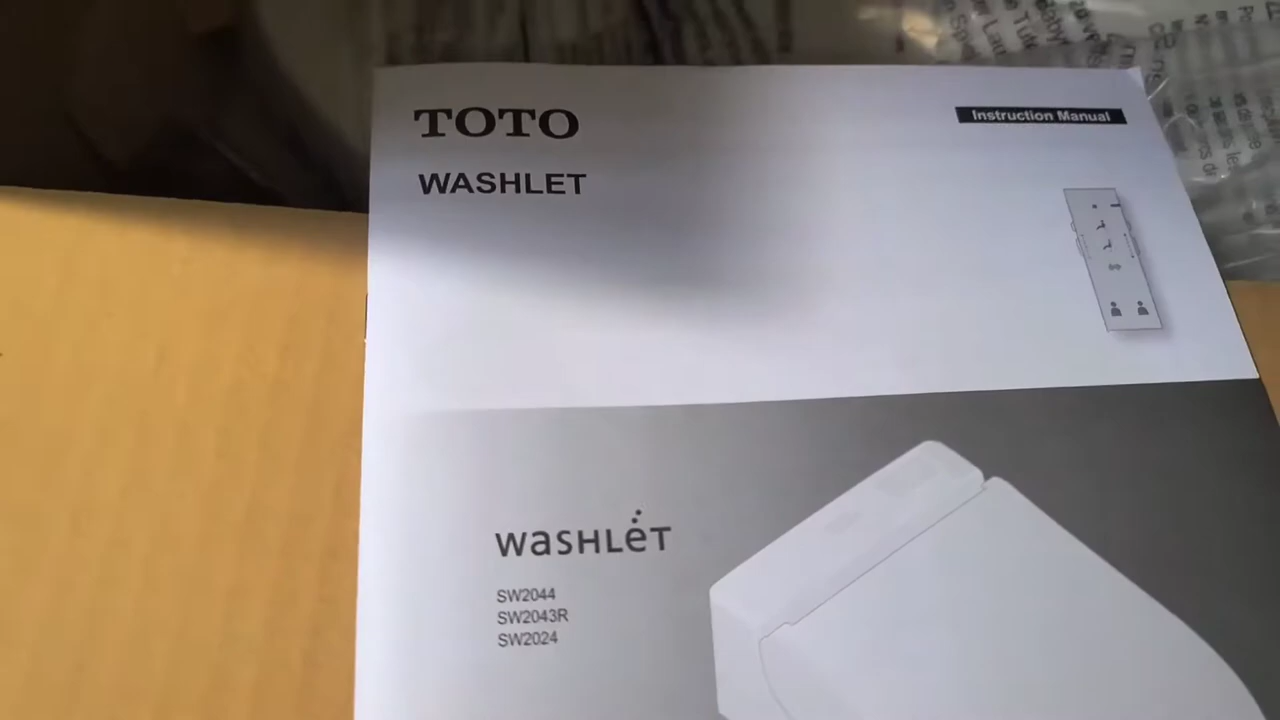 TOTO
Instruction Manual
WASHLET
WASHLET
SW2044
SW2043R
SW2024